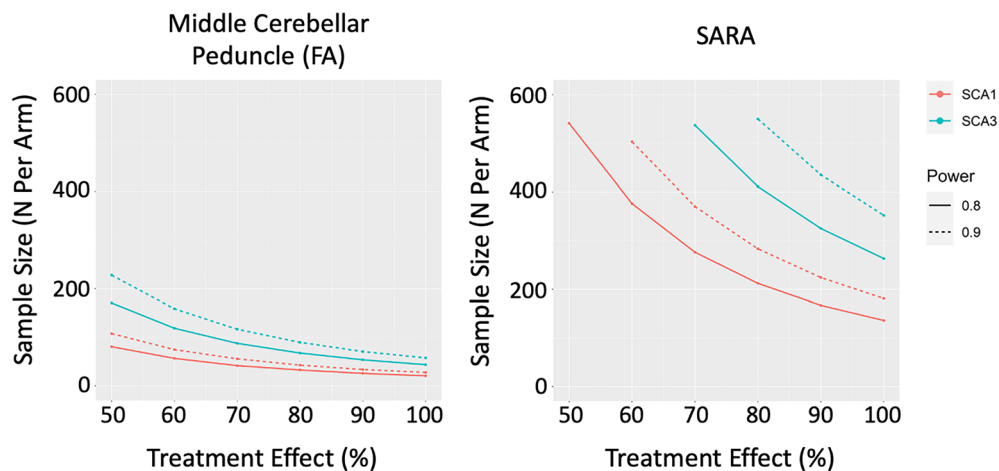 Middle Cerebellar
Peduncle (FA)
Sample Size (N Per Arm)
600
400
200
0
50 60 70 80 90 100
Treatment Effect (%)
SARA
Sample Size (N Per Arm)
600
400
200
0
50 60 70 80 90 100
Treatment Effect (%)
SCA1
SCA3
Power
0.8
0.9